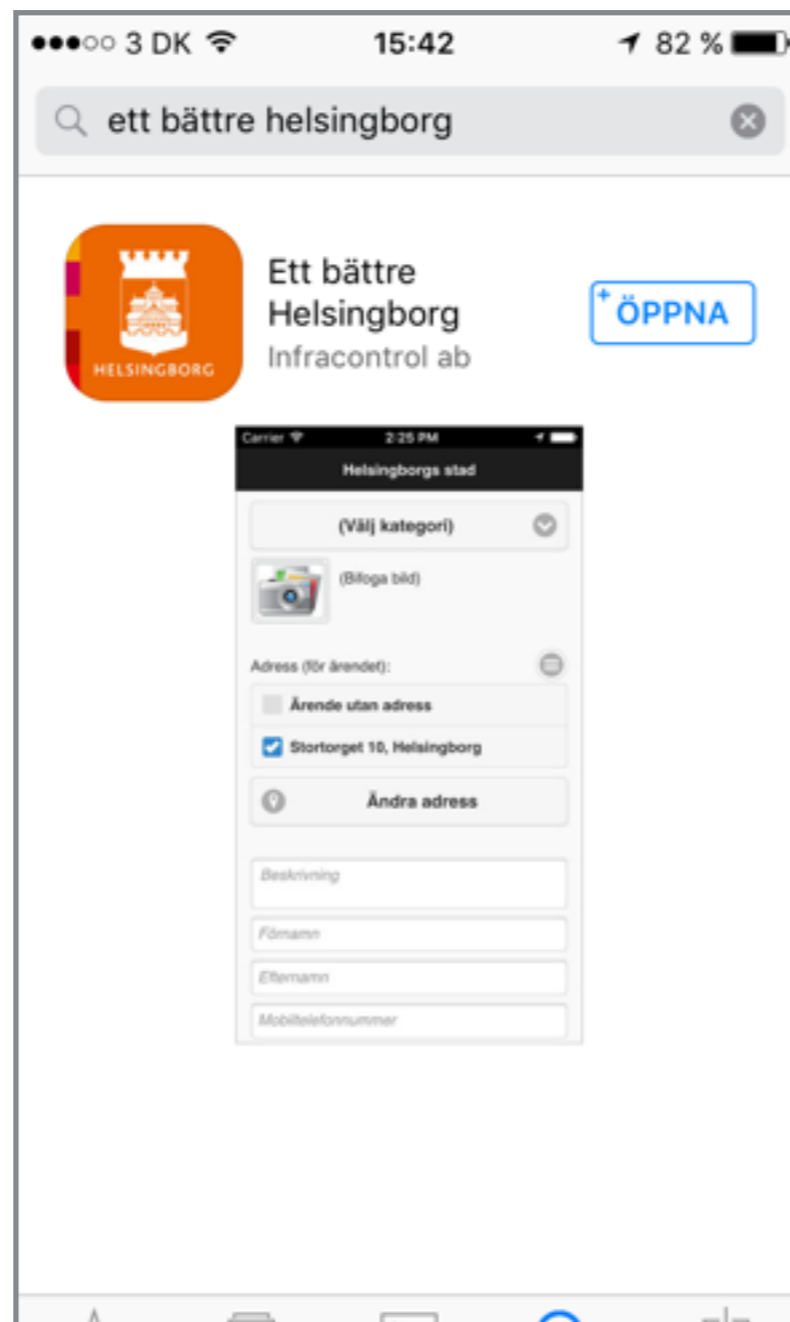 3 DK 15:42 82 %
ett bättre helsingborg
HELSINGBORG
Ett bättre
Helsingborg
Infracontrol ab
+ ÖPPNA
Carrier 2:25 PM
Helsingborgs stad
(Välj kategori)
(Bifoga bild)
Adress (för ärendet):
Ärende utan adress
Stortorget 10, Helsingborg
Ändra adress
Beskrivning
Förnamn
Efternamn
Mobiltelefonnummer